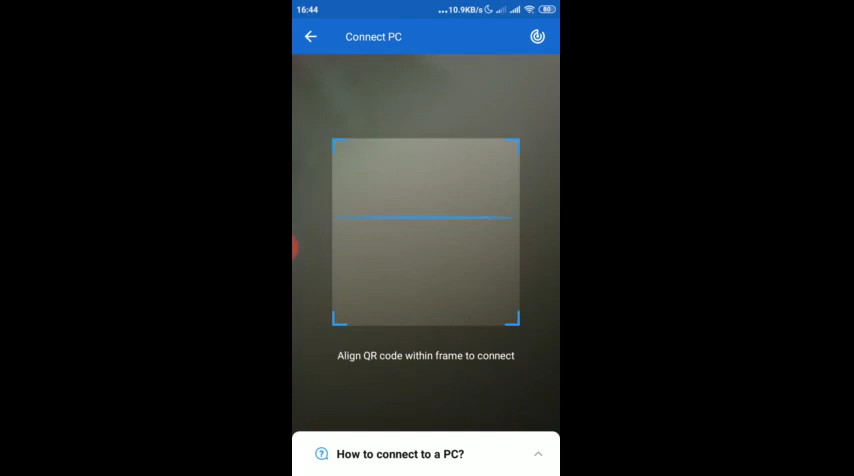 16:44 ...10.9KB/s 80
Connect PC
Align QR code within frame to connect
How to connect to a PC?